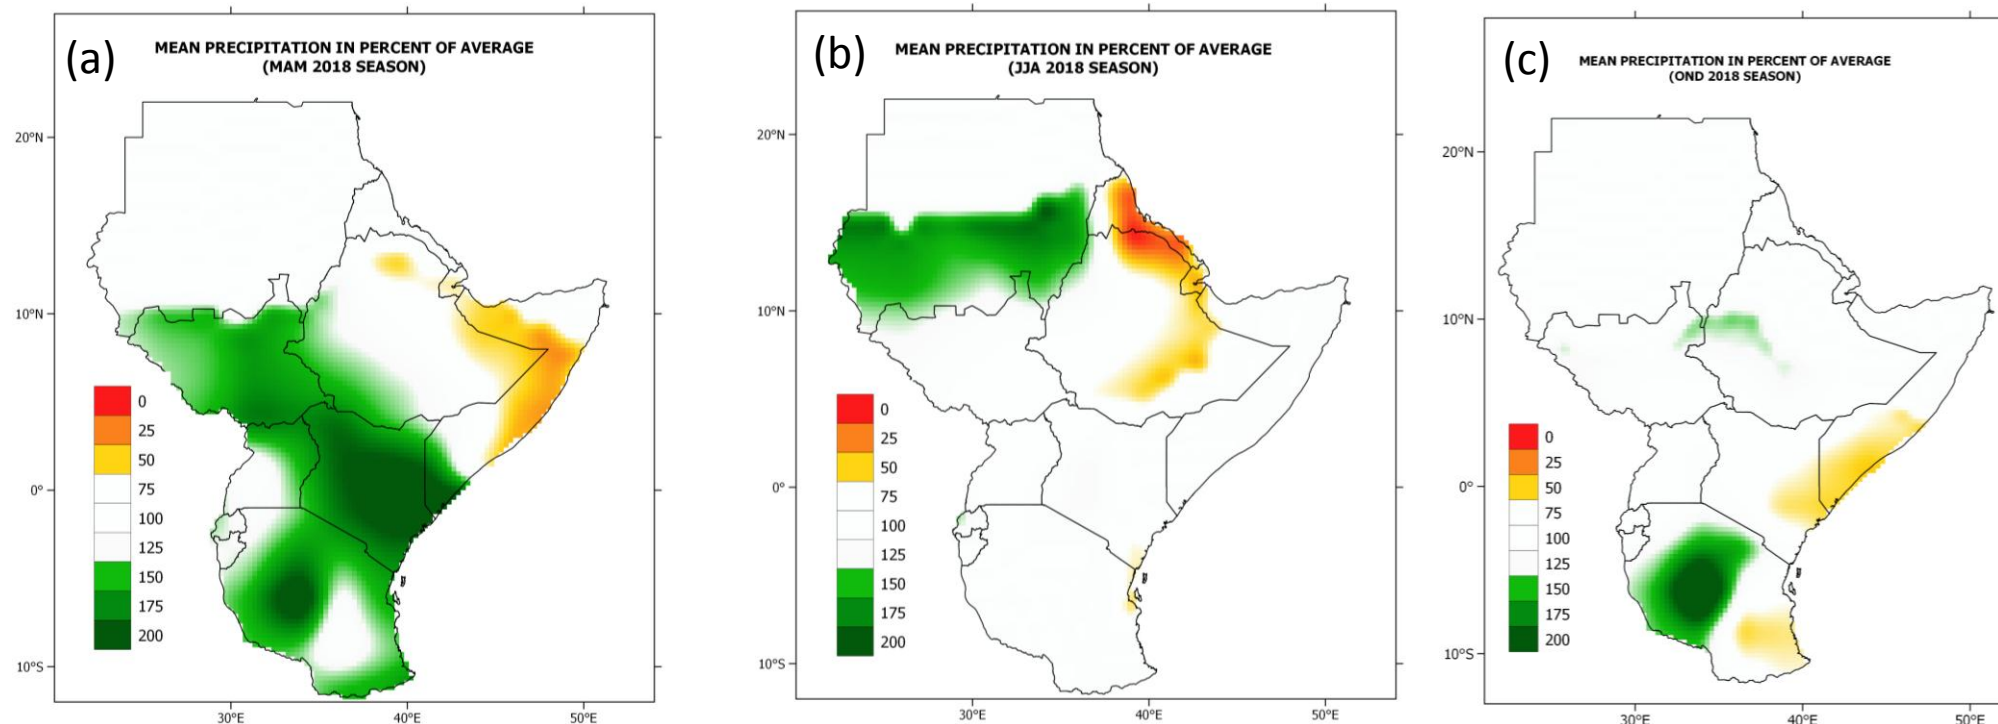 (a)
MEAN PRECIPITATION IN PERCENT OF AVERAGE
(MAM 2018 SEASON)
20°N
10°N
0°
10°S
0
25
50
75
100
125
150
175
200
30°E
40°E
50°E
(b)
MEAN PRECIPITATION IN PERCENT OF AVERAGE
(JJA 2018 SEASON)
20°N
10°N
0°
10°S
0
25
50
75
100
125
150
175
200
30°E
40°E
50°E
(c)
MEAN PRECIPITATION IN PERCENT OF AVERAGE
(OND 2018 SEASON)
20°N
10°N
0°
10°S
0
25
50
75
100
125
150
175
200
30°E
40°E
50°E